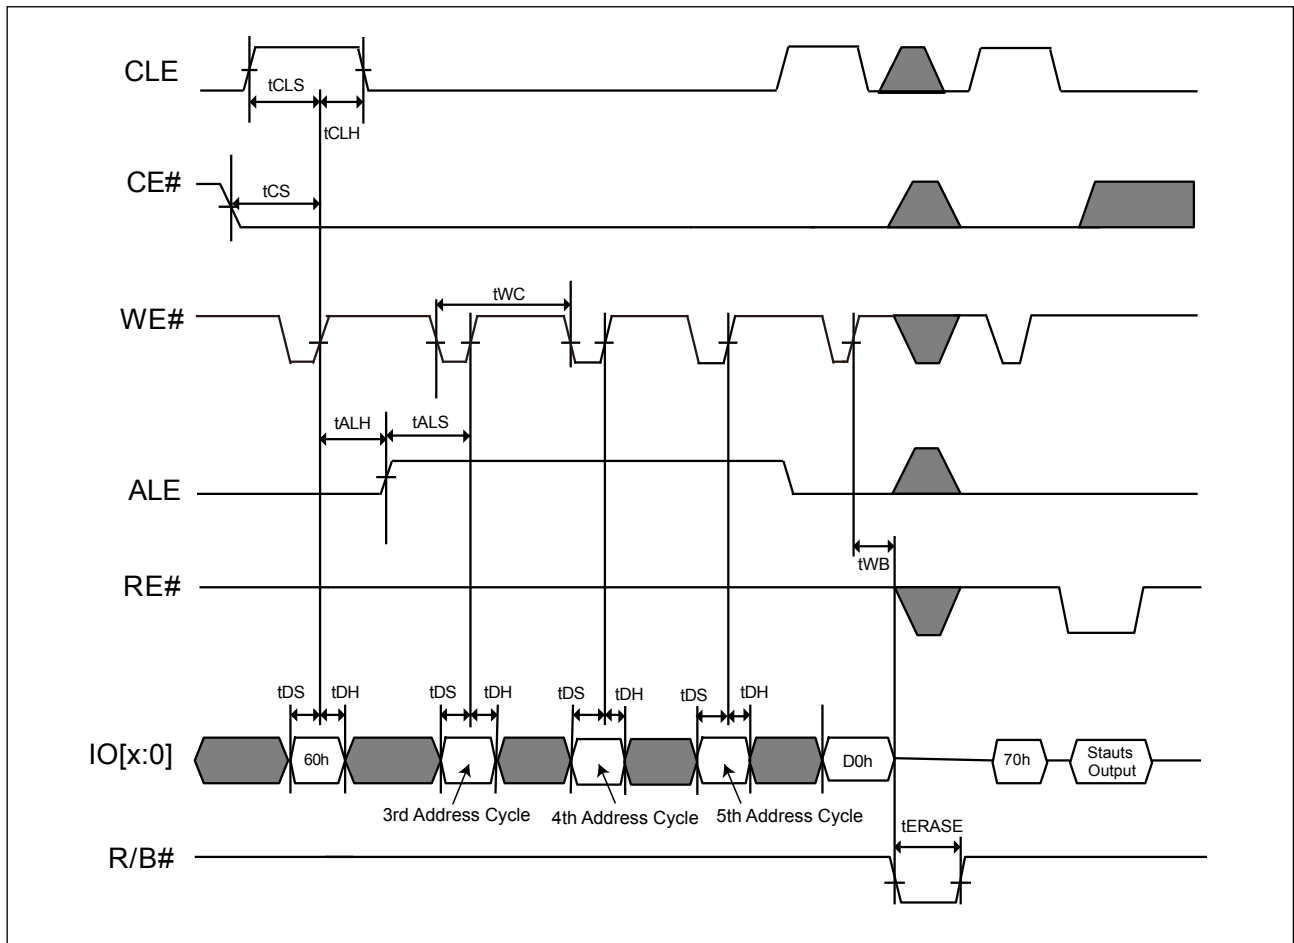 CLE
tCLS
tCLH
CE#
tCS
WE#
tWC
ALE
tALH
tALS
RE#
tWB
tDS
tDH
tDS
tDH
tDS
tDH
tDS
tDH
IO[x:0]
60h
D0h
70h
Stauts
Output
3rd Address Cycle
4th Address Cycle
5th Address Cycle
tERASE
R/B#